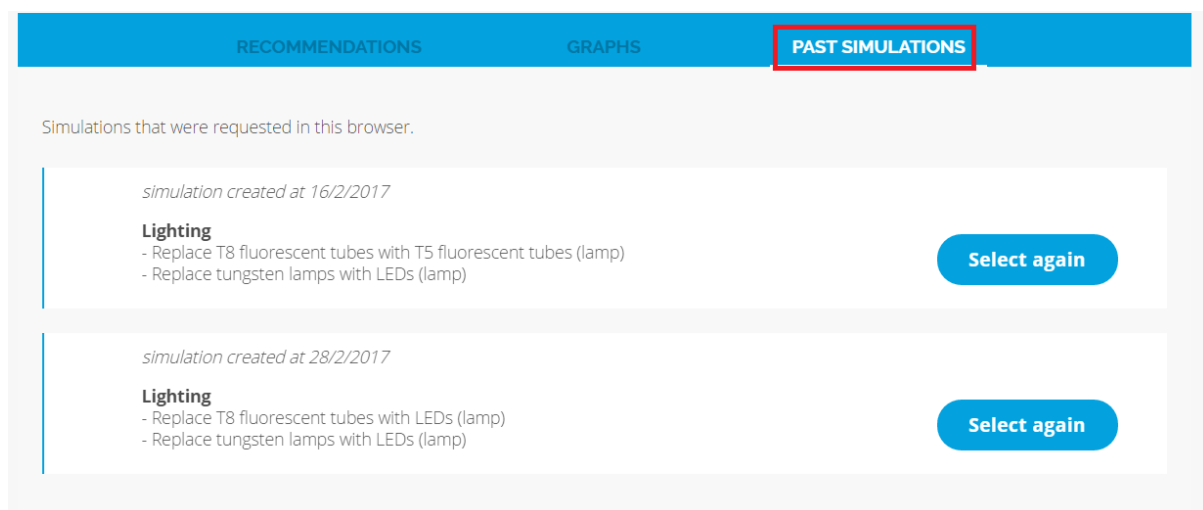 RECOMMENDATIONS GRAPHS PAST SIMULATIONS
Simulations that were requested in this browser.
simulation created at 16/2/2017
Lighting
- Replace T8 fluorescent tubes with T5 fluorescent tubes (lamp)
- Replace tungsten lamps with LEDs (lamp)
Select again
simulation created at 28/2/2017
Lighting
- Replace T8 fluorescent tubes with LEDs (lamp)
- Replace tungsten lamps with LEDs (lamp)
Select again